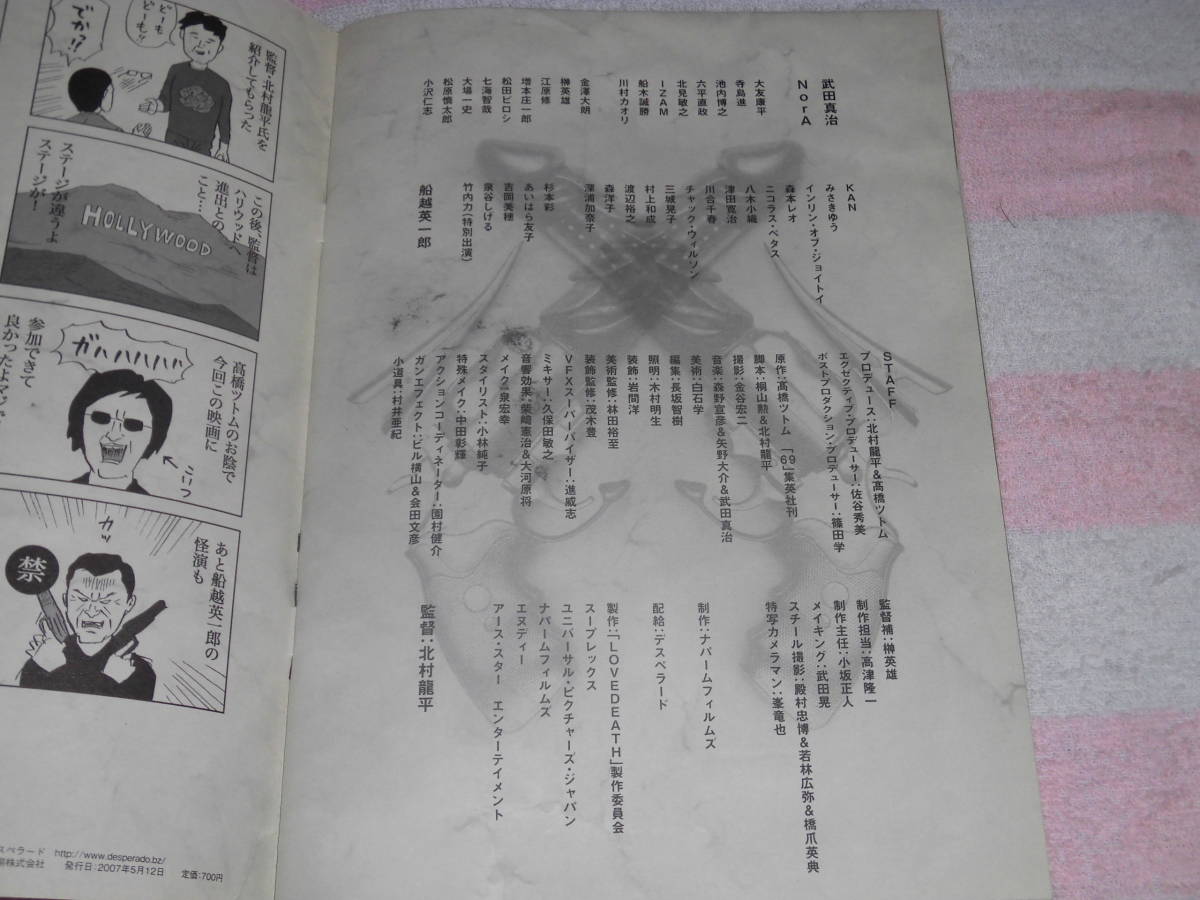 武田真治
NorA
大友康平
寺島進
池内博之
六平直政
北見敏之
IZAM
船木誠勝
川村カオリ
金澤大朗
榊英雄
江原修
増本庄一郎
松田ヒロシ
七海智哉
大場一史
松原慎太郎
小沢仁志
KAN
みさきゆう
インリン・オブ・ジョイトイ
森本レオ
ニコラス・ペタス
八木小織
津田寛治
川合千春
チャック・ウィルソン
三城晃子
村上和成
渡辺裕之
森洋子
深浦加奈子
杉本彩
あいはら友子
吉岡美穂
泉谷しげる
竹内力(特別出演)
船越英一郎
STAFF
プロデュース:北村龍平&高橋ツトム
エクゼクティブ・プロデューサー:佐谷秀美
ポストプロダクション・プロデューサー:篠田学
原作:高橋ツトム 「69」集英社刊
脚本:桐山勲&北村龍平
撮影:金谷宏二
音楽:森野宣彦&矢野大介&武田真治
美術:白石学
編集:長坂智樹
照明:木村明生
装飾:岩間洋
美術監修:林田裕至
装飾監修:茂木豊
VFXスーパーバイザー:進威志
ミキサー:久保田敏之
音響効果:柴崎憲治&大河原将
メイク:泉宏幸
スタイリスト:小林純子
特殊メイク:中田彰輝
アクションコーディネーター:園村健介
ガンエフェクト:ビル横山&会田文彦
小道具:村井亜紀
監督補:榊英雄
制作担当:高津隆一
制作主任:小坂正人
メイキング:武田晃
スチール撮影:殿村忠博&若林広弥&橋爪英典
特写カメラマン:峯竜也
制作:ナパームフィルムズ
配給:デスペラード
製作:「LOVEDEATH」製作委員会
スープレックス
ユニバーサル・ピクチャーズ・ジャパン
ナパームフィルムズ
エヌディー
アース・スター エンターテイメント
監督:北村龍平
監督・北村龍平氏を
紹介してもらった
どーも
どーも!!
でかっ!!
この後、監督は
ハリウッドへ
進出との
こと…
ステージが違うよ
ステージが!
HOLLYWOOD
高橋ツトムのお陰で
今回この映画に
参加できて
良かったよマジで
ガハハハハハ
こいつ
あと船越英一郎の
怪演も
カッ
禁
スペラード http://www.desperado.bz/
陽株式会社 発行日:2007年5月12日 定価:700円